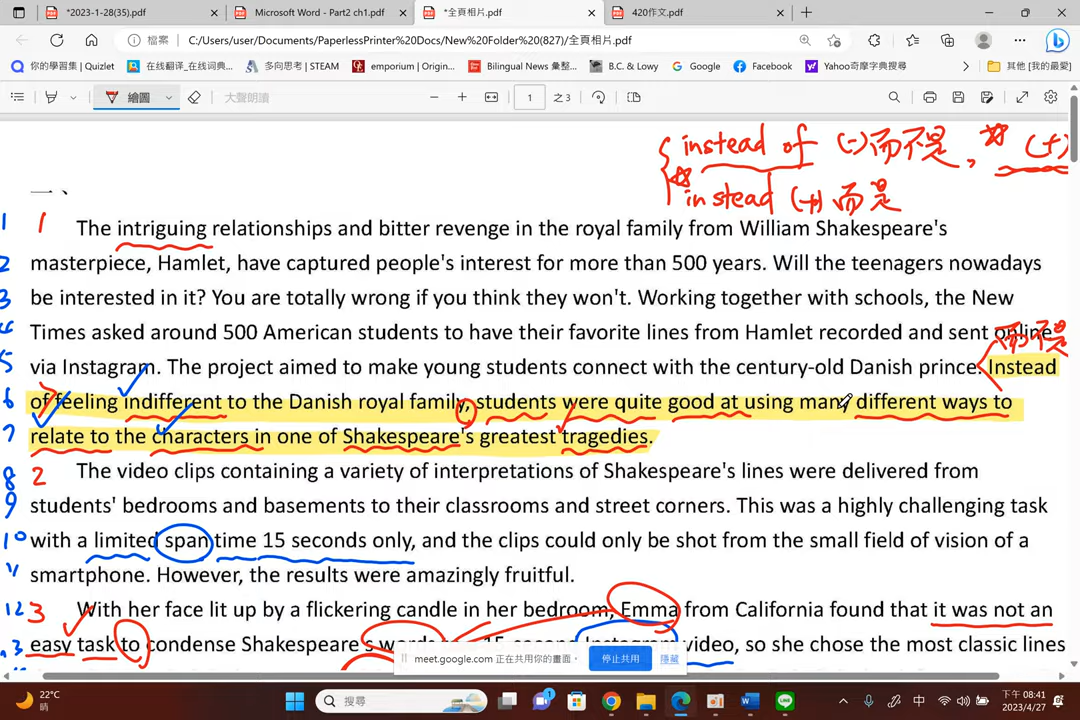 *2023-1-28(35).pdf
Microsoft Word - Part2 ch1.pdf
*全頁相片.pdf
420作文.pdf
檔案
C:/Users/user/Documents/PaperlessPrinter%20Docs/New%20Folder%20(827)/全頁相片.pdf
你的學習集 | Quizlet
在线翻译_在线词典...
多向思考 | STEAM
emporium | Origin...
Bilingual News 彙整...
B.C. & Lowy
Google
Facebook
Yahoo奇摩字典搜尋
其他 [我的最愛]
繪圖
大聲朗讀
1
之 3
instead of (-)而不是, (+)
instead (+)而是
一、
1 1 The intriguing relationships and bitter revenge in the royal family from William Shakespeare's
2 masterpiece, Hamlet, have captured people's interest for more than 500 years. Will the teenagers nowadays
3 be interested in it? You are totally wrong if you think they won't. Working together with schools, the New
4 Times asked around 500 American students to have their favorite lines from Hamlet recorded and sent online
而不是
5 via Instagram. The project aimed to make young students connect with the century-old Danish prince. Instead
6 of feeling indifferent to the Danish royal family, students were quite good at using many different ways to
7 relate to the characters in one of Shakespeare's greatest tragedies.
8 2 The video clips containing a variety of interpretations of Shakespeare's lines were delivered from
9 students' bedrooms and basements to their classrooms and street corners. This was a highly challenging task
10 with a limited span time 15 seconds only, and the clips could only be shot from the small field of vision of a
11 smartphone. However, the results were amazingly fruitful.
12 3 With her face lit up by a flickering candle in her bedroom, Emma from California found that it was not an
13 easy task to condense Shakespeare's words 15-second Instagram video, so she chose the most classic lines
meet.google.com 正在共用你的畫面。
停止共用
隱藏
22°C
晴
搜尋
1
中
下午 08:41
2023/4/27